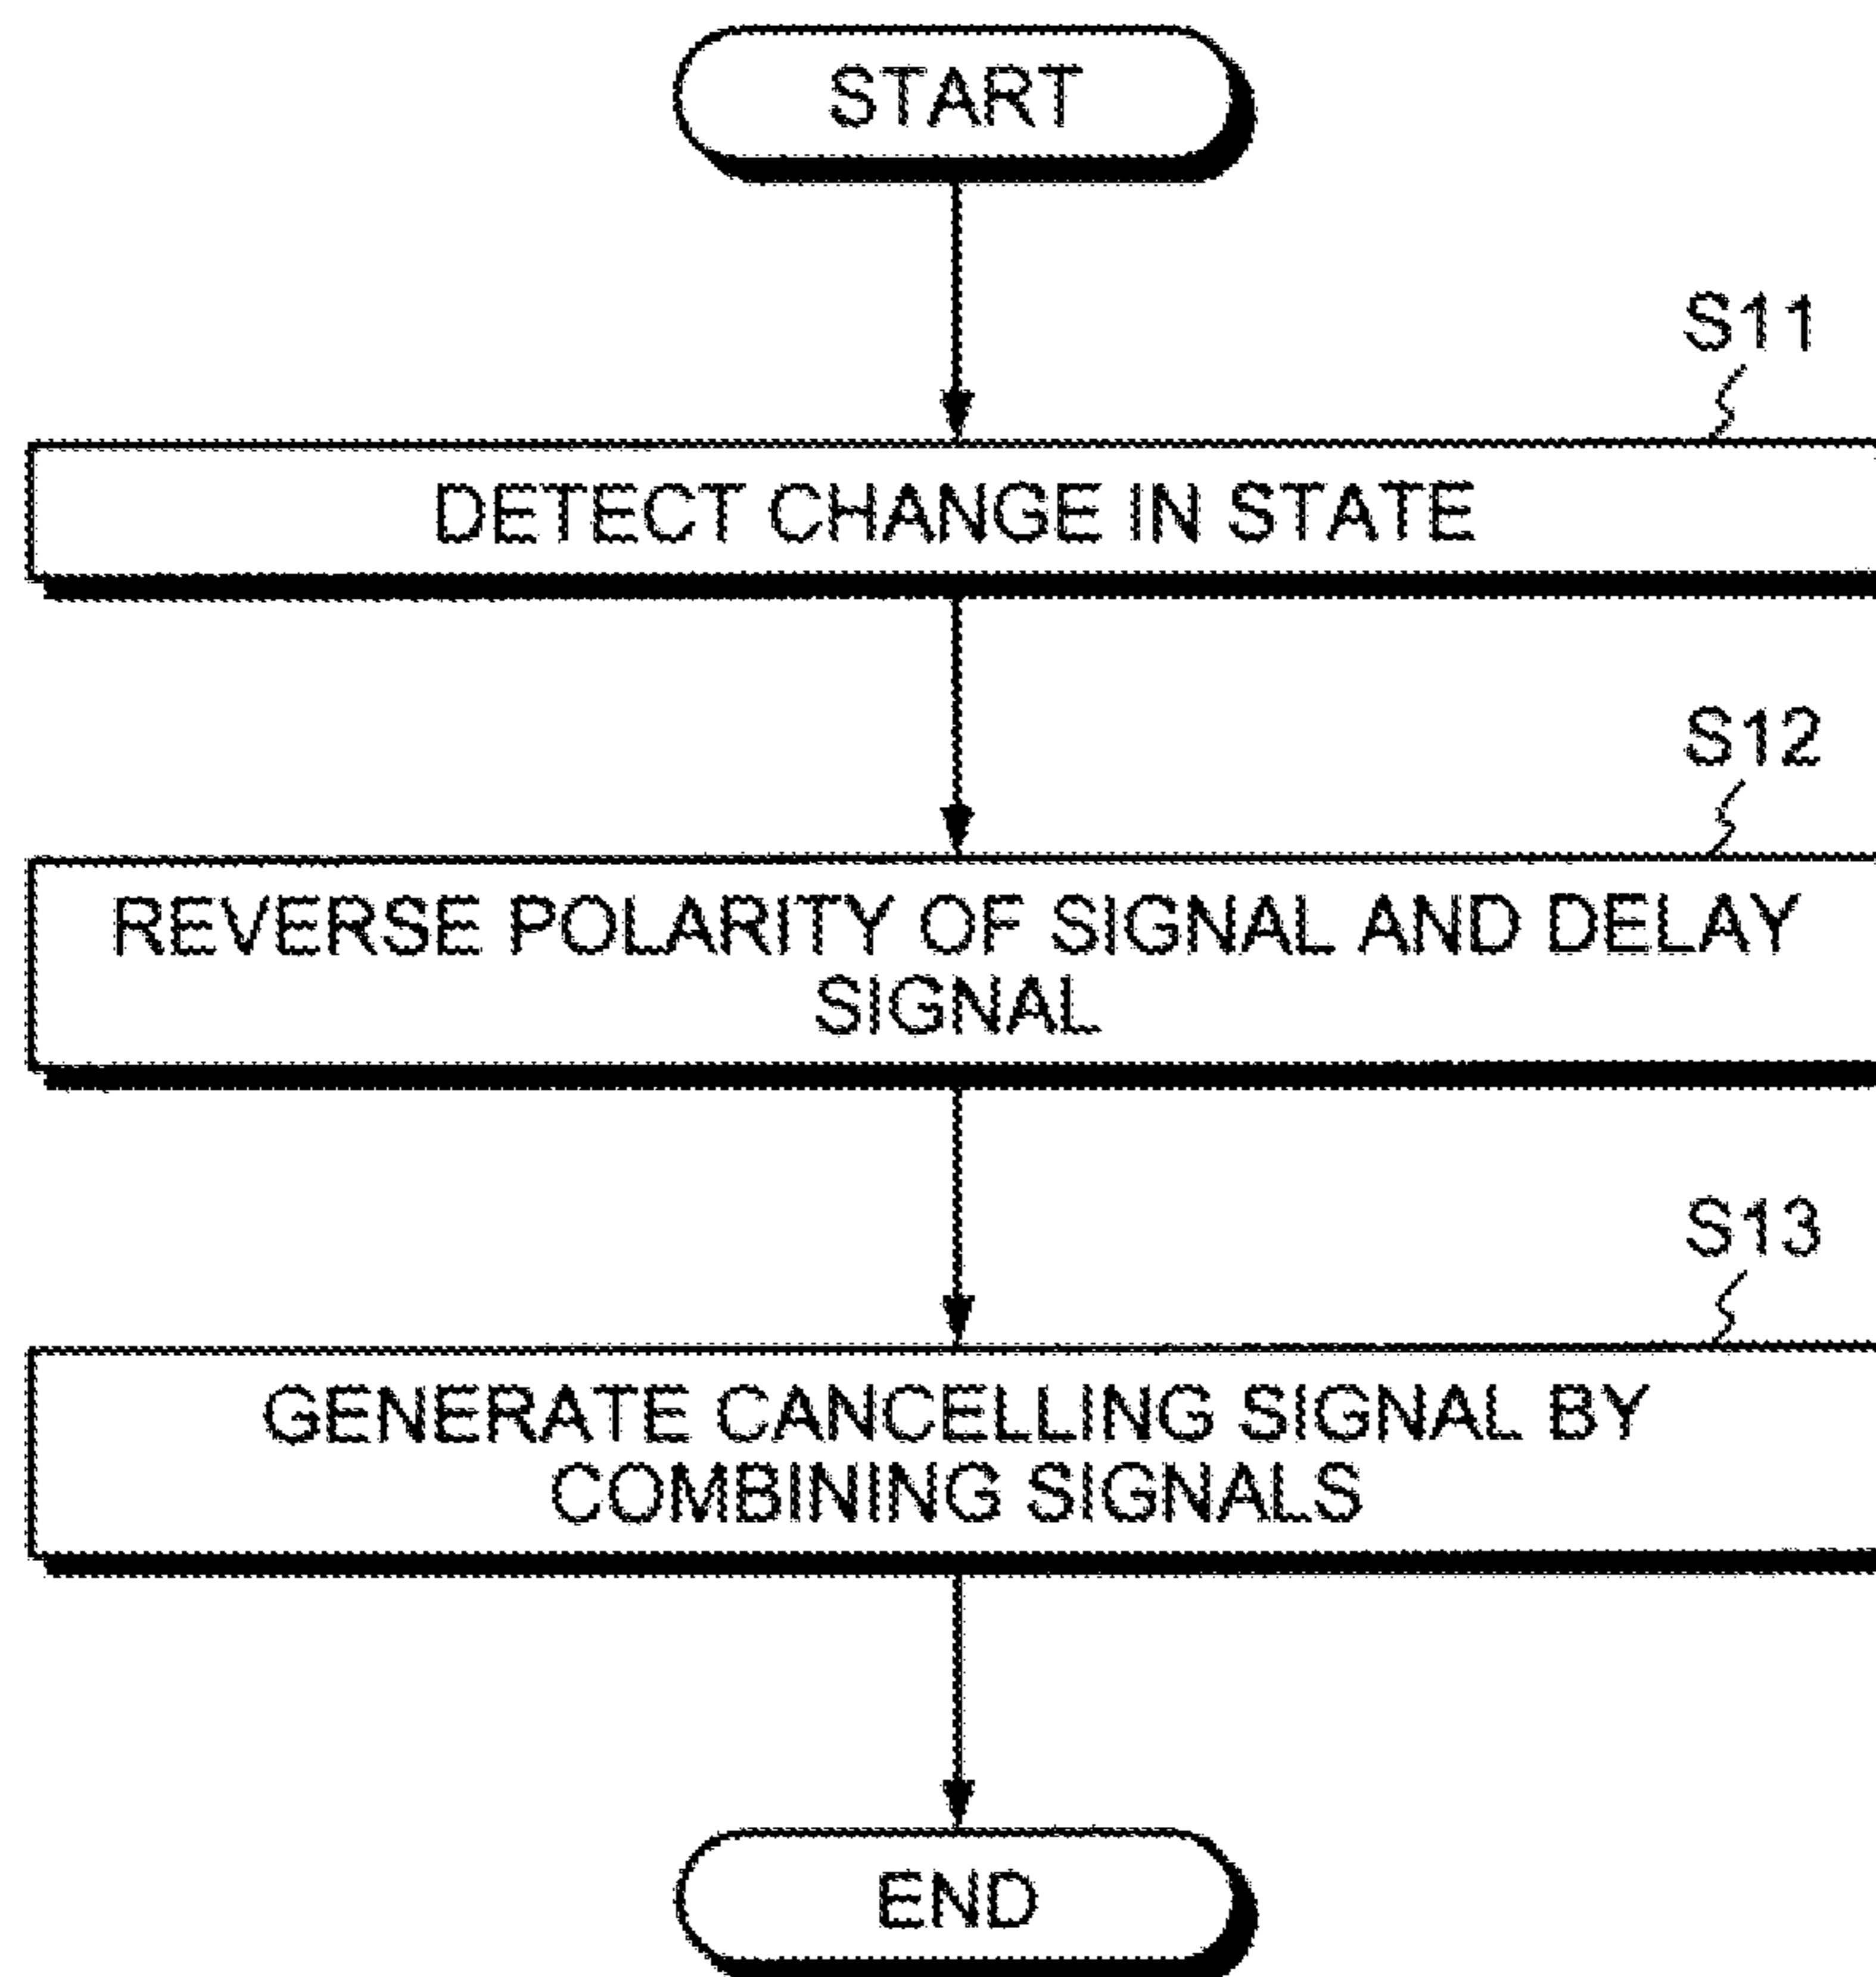 START
S11
DETECT CHANGE IN STATE
S12
REVERSE POLARITY OF SIGNAL AND DELAY
SIGNAL
S13
GENERATE CANCELLING SIGNAL BY
COMBINING SIGNALS
END